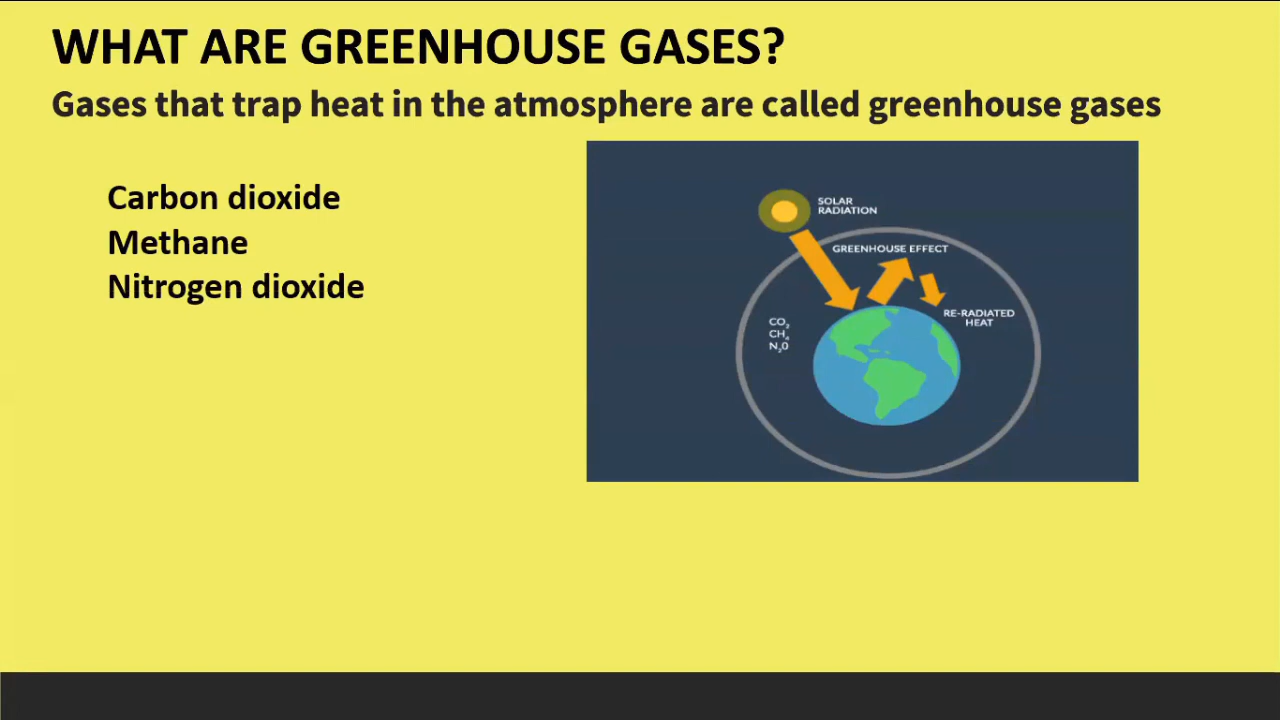 WHAT ARE GREENHOUSE GASES?
Gases that trap heat in the atmosphere are called greenhouse gases
Carbon dioxide
Methane
Nitrogen dioxide
SOLAR
RADIATION
GREENHOUSE EFFECT
RE-RADIATED
HEAT
CO₂
CH₄
N₂0